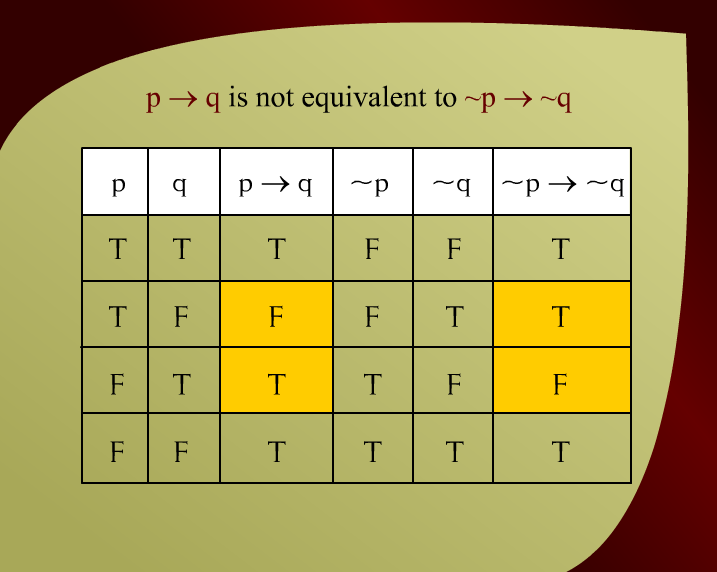 p → q is not equivalent to ~p → ~q
p q p → q ~p ~q ~p → ~q
T T T F F T
T F F F T T
F T T T F F
F F T T T T